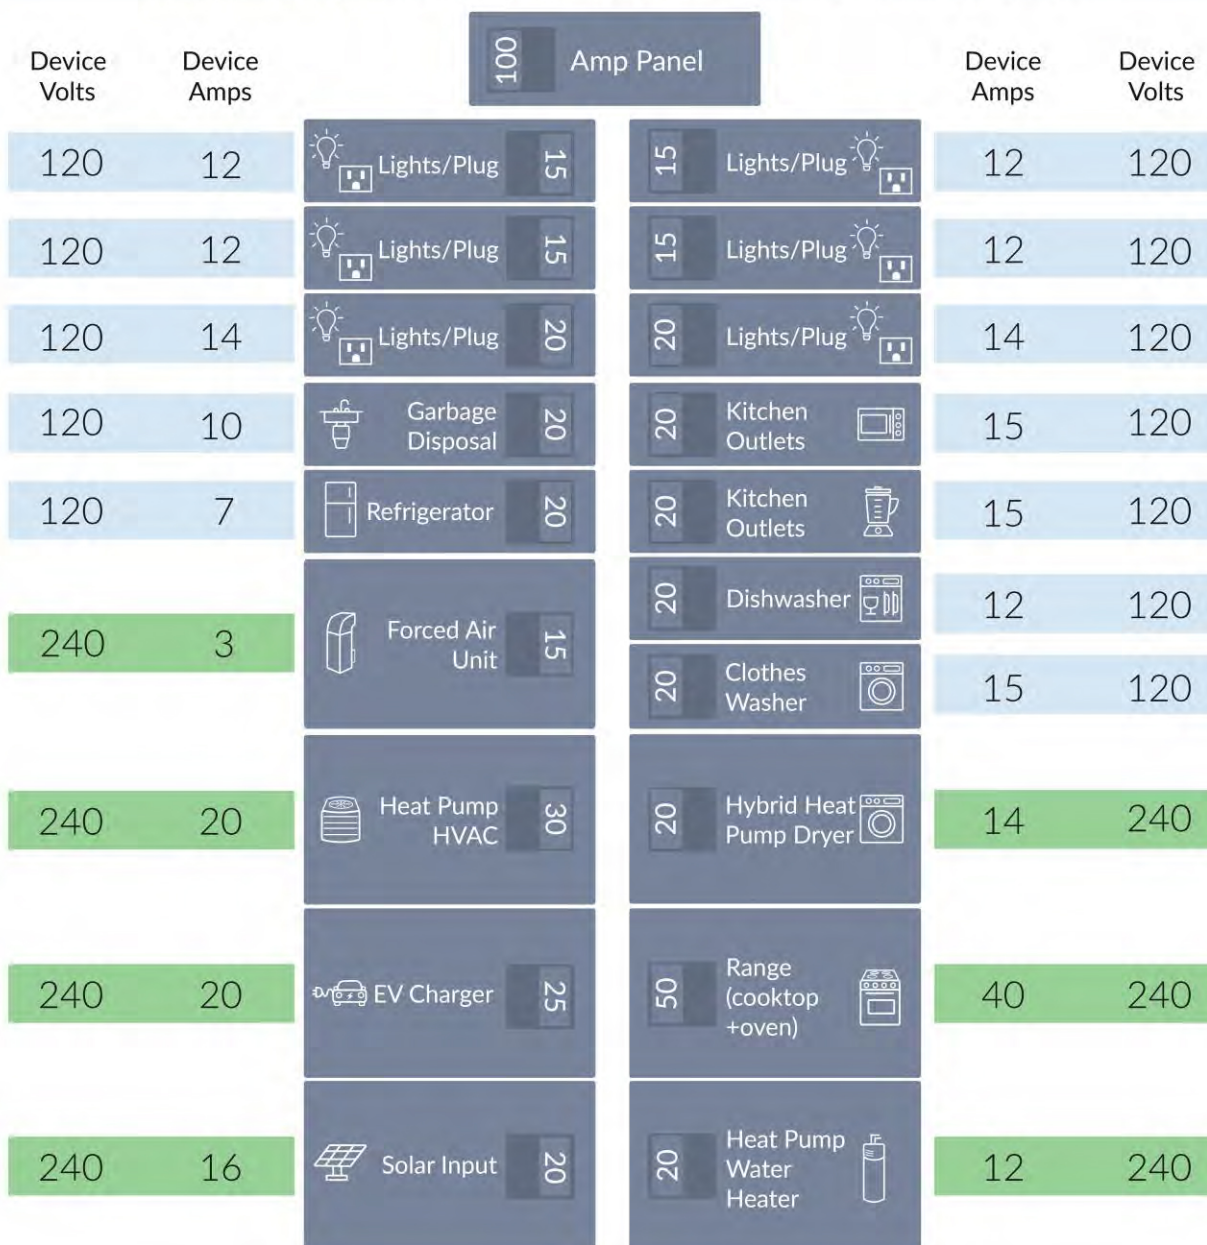 100 Amp Panel
Device Volts
Device Amps
Device Amps
Device Volts
120 12 Lights/Plug 15
15 Lights/Plug 12 120
120 12 Lights/Plug 15
15 Lights/Plug 12 120
120 14 Lights/Plug 20
20 Lights/Plug 14 120
120 10 Garbage Disposal 20
20 Kitchen Outlets 15 120
120 7 Refrigerator 20
20 Kitchen Outlets 15 120
240 3 Forced Air Unit 15
20 Dishwasher 12 120
20 Clothes Washer 15 120
240 20 Heat Pump HVAC 30
20 Hybrid Heat Pump Dryer 14 240
240 20 EV Charger 25
50 Range (cooktop +oven) 40 240
240 16 Solar Input 20
20 Heat Pump Water Heater 12 240